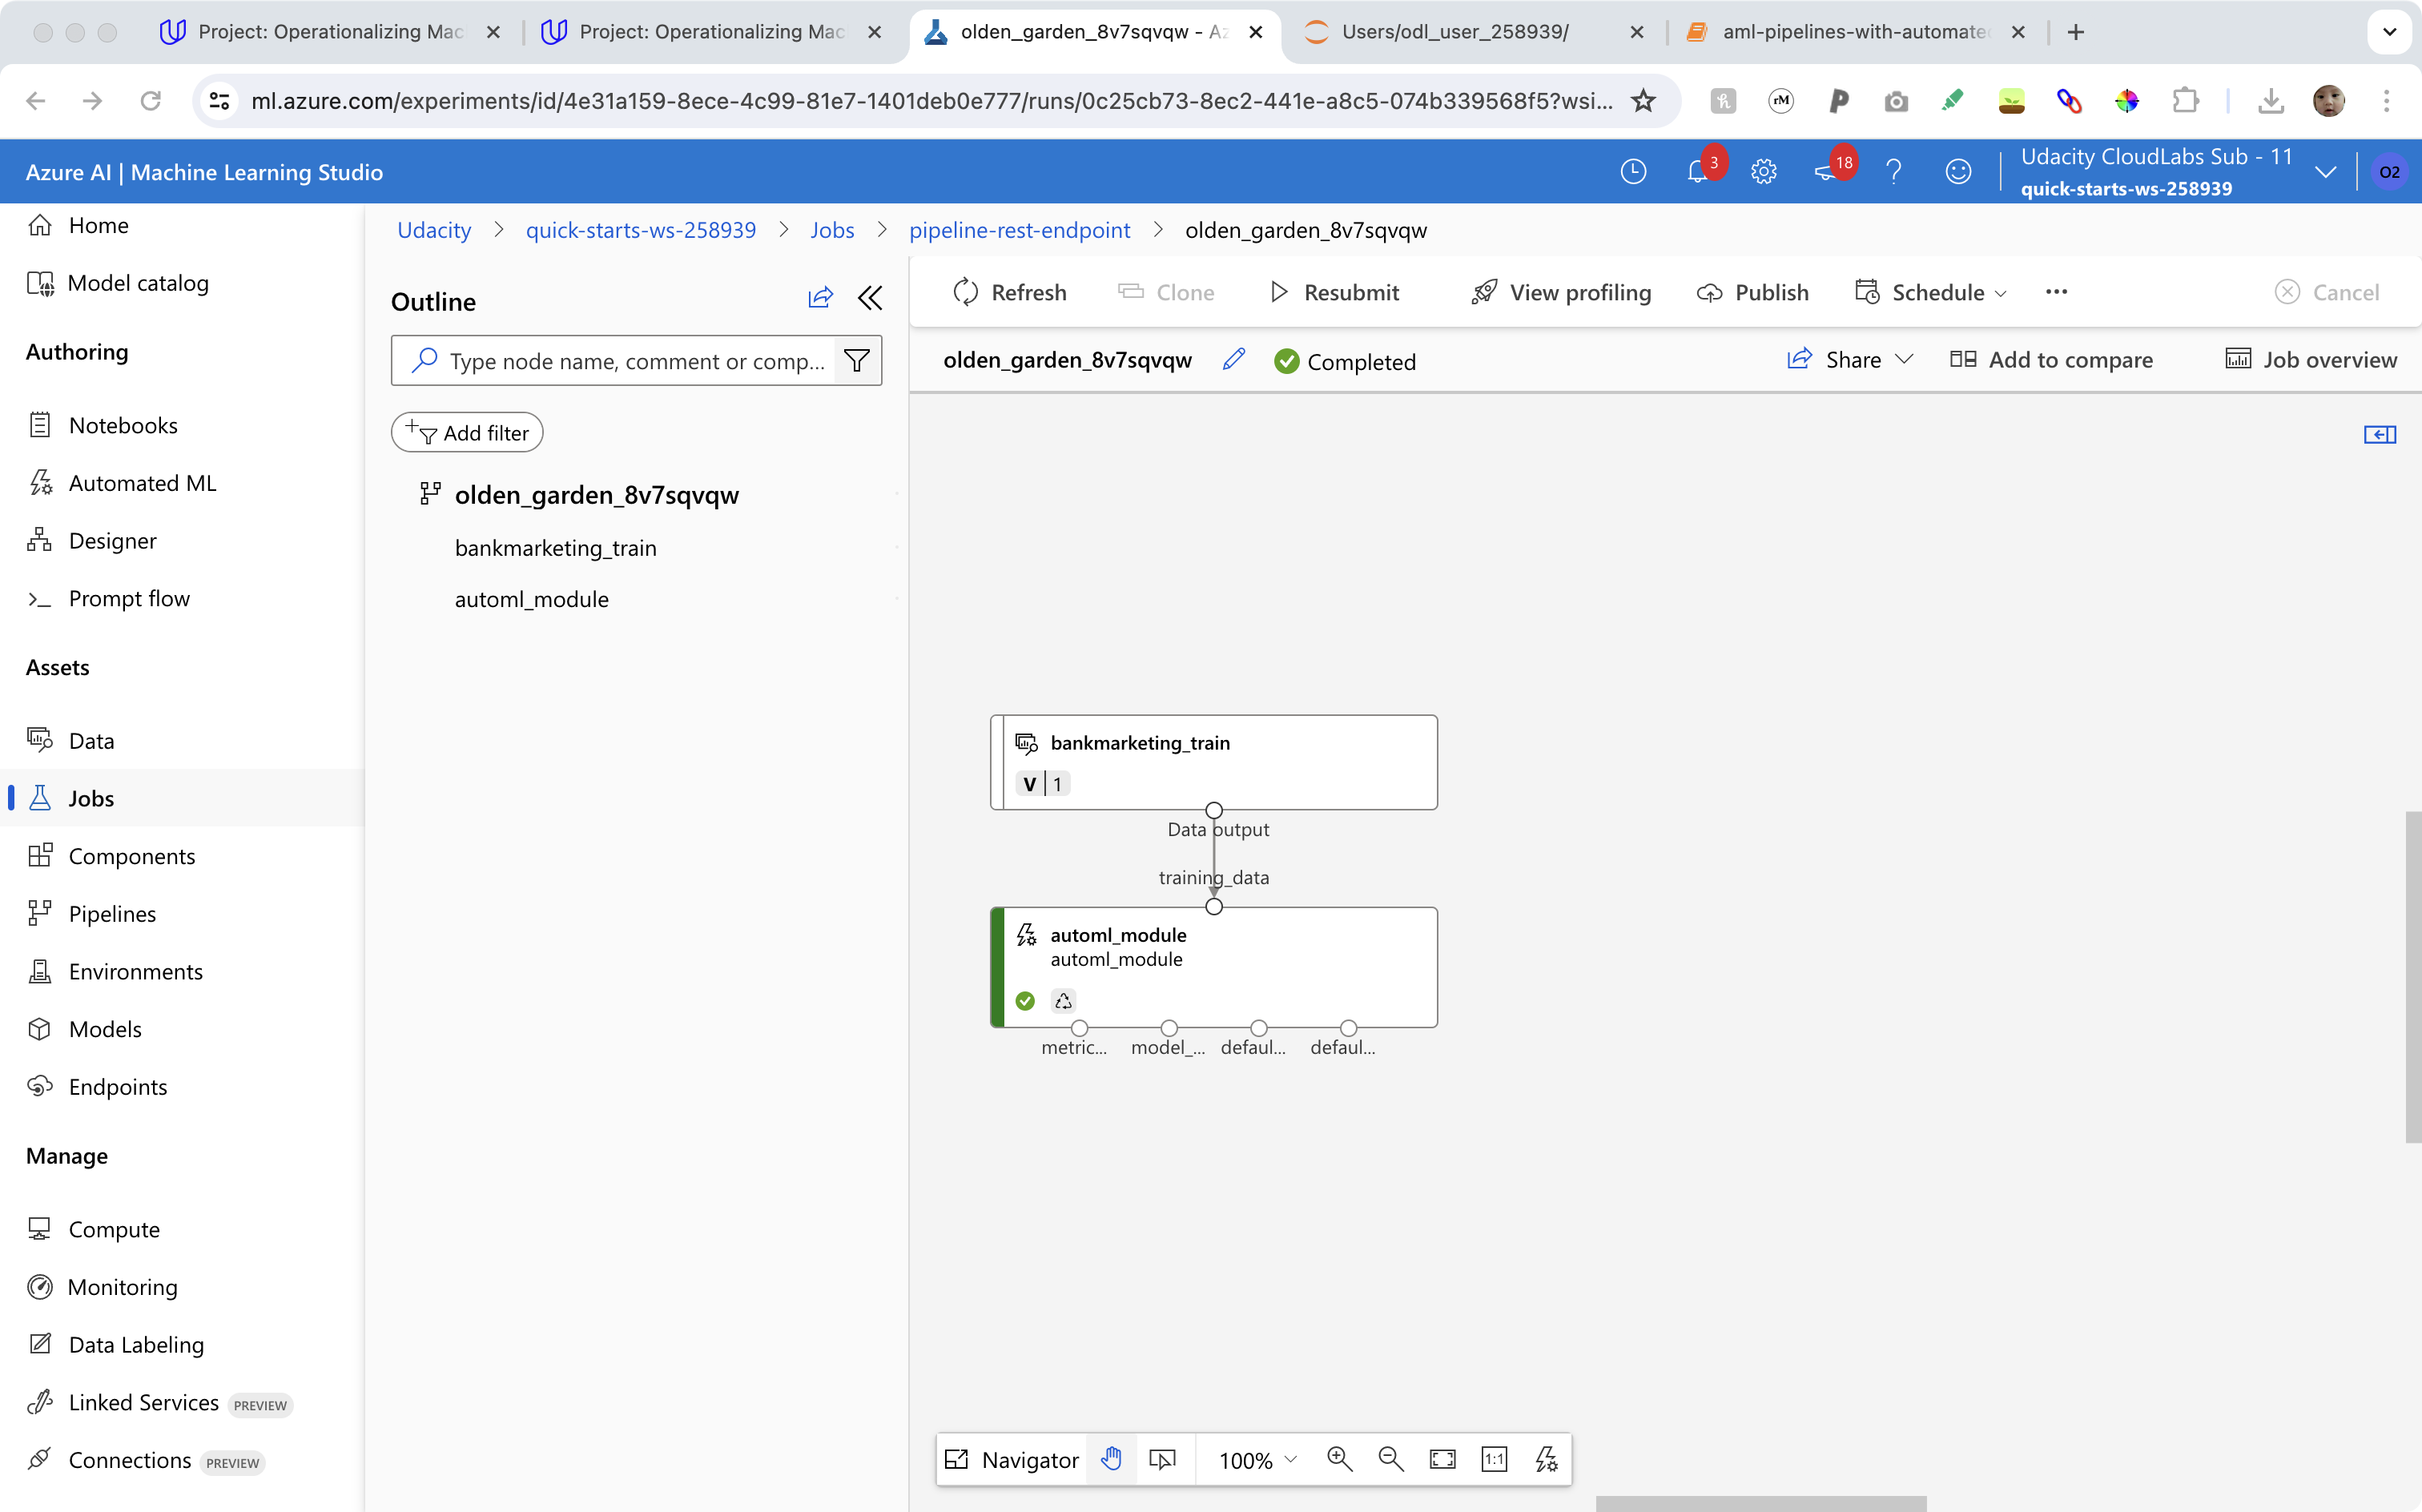 Project: Operationalizing Mac
Project: Operationalizing Mac
olden_garden_8v7sqvqw - Az
Users/odl_user_258939/
aml-pipelines-with-automate
ml.azure.com/experiments/id/4e31a159-8ece-4c99-81e7-1401deb0e777/runs/0c25cb73-8ec2-441e-a8c5-074b339568f5?wsi...
rM
Azure AI | Machine Learning Studio
3
18
Udacity CloudLabs Sub - 11
quick-starts-ws-258939
O2
Home
Model catalog
Authoring
Notebooks
Automated ML
Designer
Prompt flow
Assets
Data
Jobs
Components
Pipelines
Environments
Models
Endpoints
Manage
Compute
Monitoring
Data Labeling
Linked Services PREVIEW
Connections PREVIEW
Udacity > quick-starts-ws-258939 > Jobs > pipeline-rest-endpoint > olden_garden_8v7sqvqw
Outline
Type node name, comment or comp...
Add filter
olden_garden_8v7sqvqw
bankmarketing_train
automl_module
Refresh
Clone
Resubmit
View profiling
Publish
Schedule
Cancel
olden_garden_8v7sqvqw
Completed
Share
Add to compare
Job overview
bankmarketing_train
V | 1
Data output
training_data
automl_module
automl_module
metric...
model_...
defaul...
defaul...
Navigator
100%
1:1